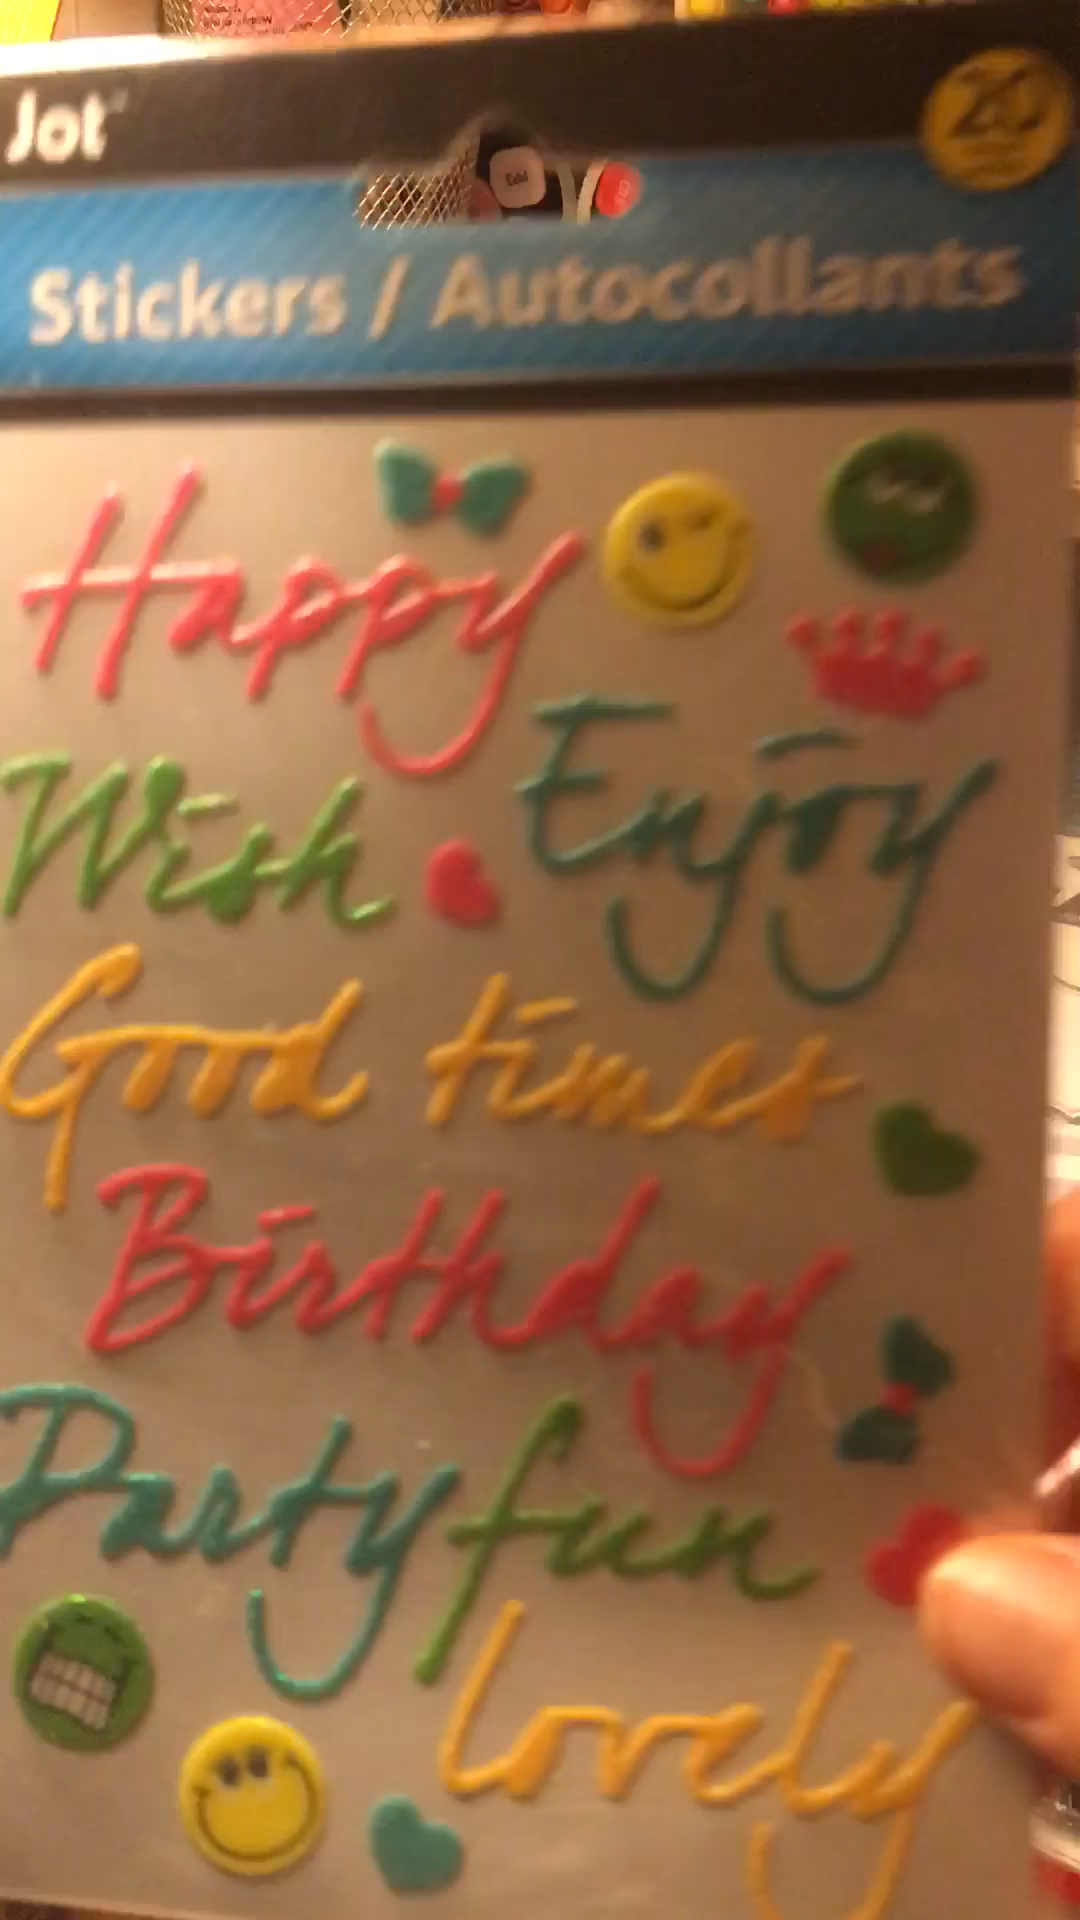 Jot
Stickers / Autocollants
Happy
Enjoy
Wish
Good times
Birthday
Party fun
lovely